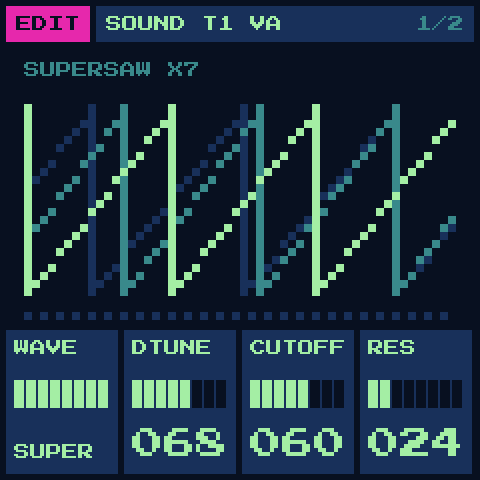 EDIT SOUND T1 VA 1/2
SUPERSAW X7
WAVE DTUNE CUTOFF RES
SUPER 068 060 024